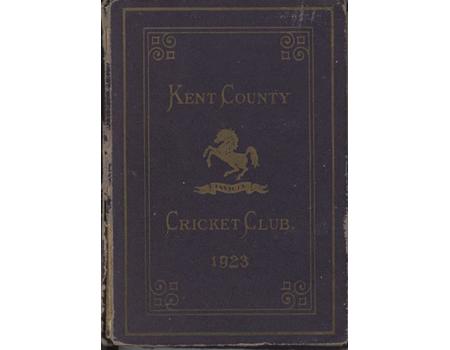 KENT COUNTY
INVICTA
CRICKET CLUB.
1923